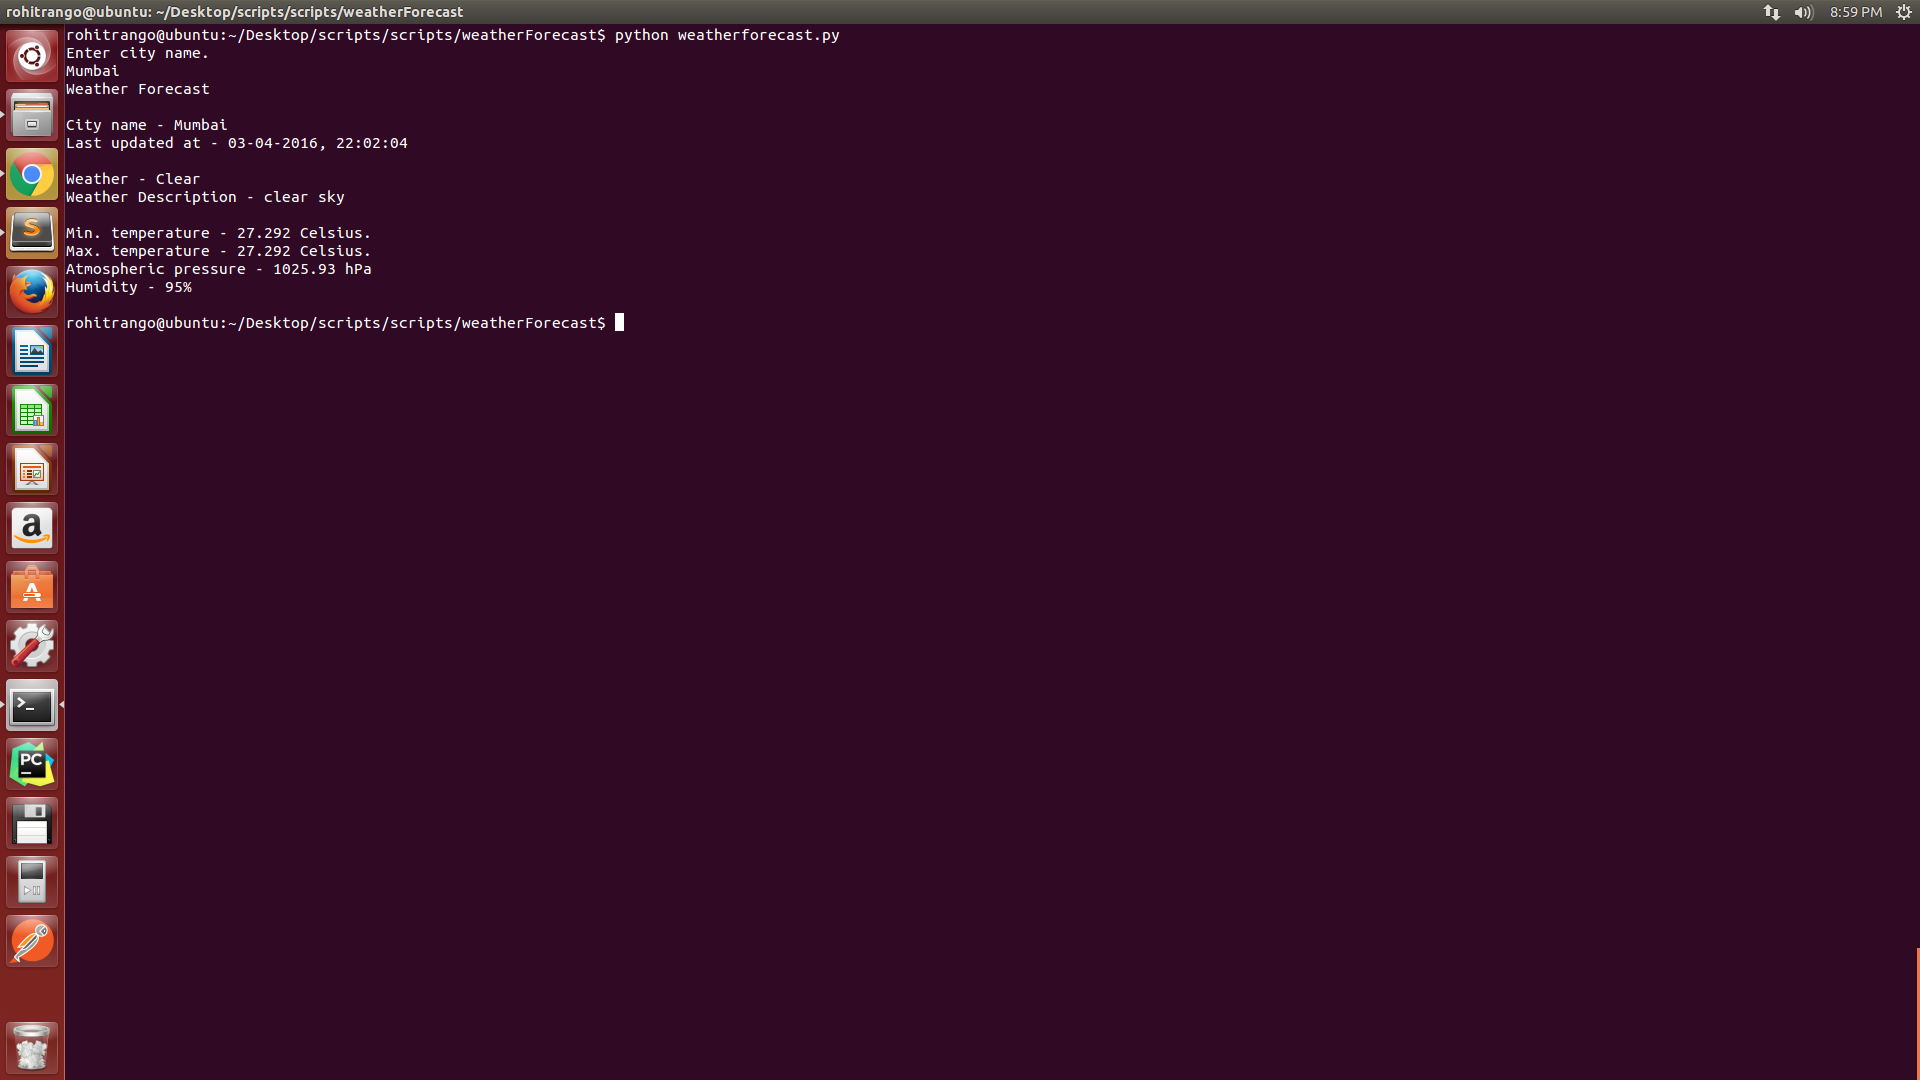 rohitrango@ubuntu: ~/Desktop/scripts/scripts/weatherForecast
8:59 PM
rohitrango@ubuntu:~/Desktop/scripts/scripts/weatherForecast$ python weatherforecast.py
Enter city name.
Mumbai
Weather Forecast
City name - Mumbai
Last updated at - 03-04-2016, 22:02:04
Weather - Clear
Weather Description - clear sky
Min. temperature - 27.292 Celsius.
Max. temperature - 27.292 Celsius.
Atmospheric pressure - 1025.93 hPa
Humidity - 95%
rohitrango@ubuntu:~/Desktop/scripts/scripts/weatherForecast$
S
a
A
>_
PC